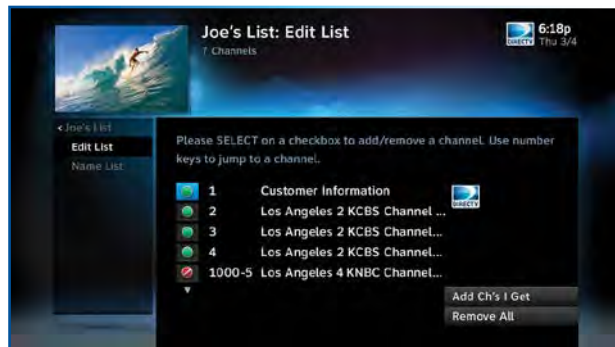 Joe's List: Edit List
7 Channels
DIRECTV
6:18p
Thu 3/4
<Joe's List
Edit List
Name List
Please SELECT on a checkbox to add/remove a channel. Use number
keys to jump to a channel.
1 Customer Information DIRECTV
2 Los Angeles 2 KCBS Channel ...
3 Los Angeles 2 KCBS Channel...
4 Los Angeles 2 KCBS Channel...
1000-5 Los Angeles 4 KNBC Channel...
Add Ch's I Get
Remove All